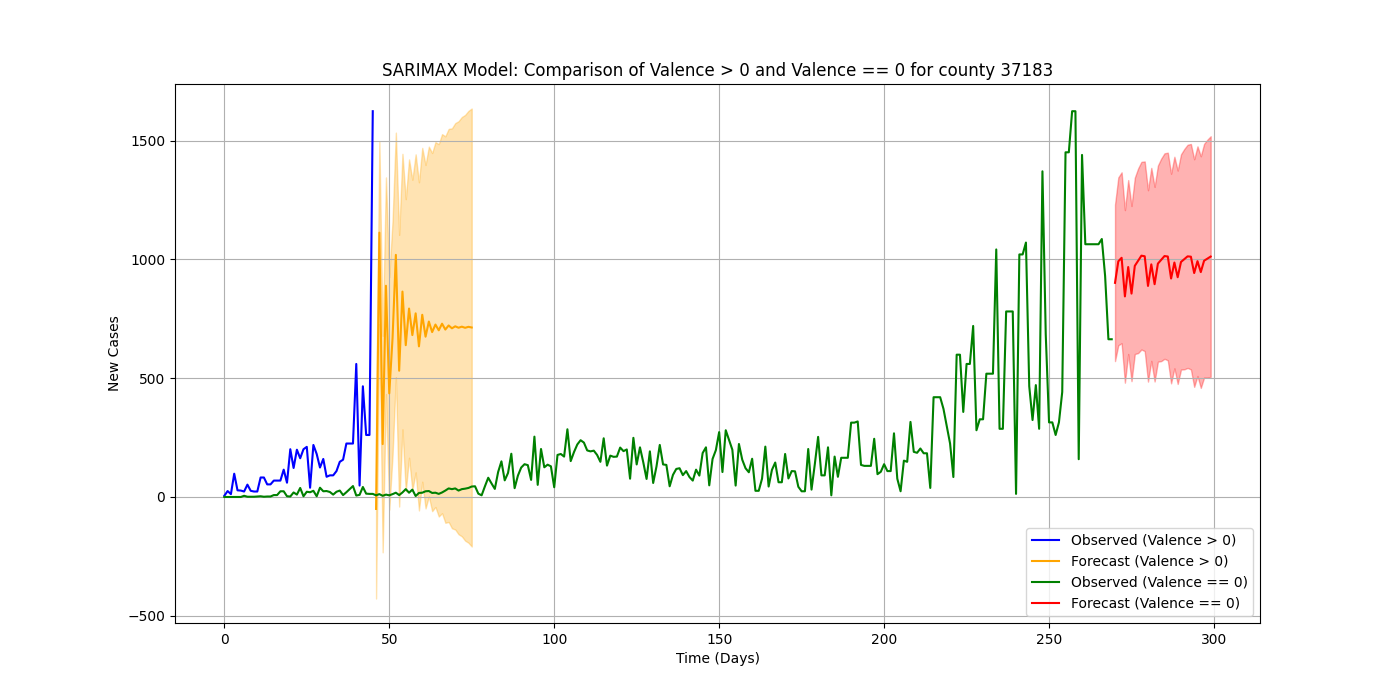 SARIMAX Model: Comparison of Valence > 0 and Valence == 0 for county 37183
New Cases
1500
1000
500
0
−500
0 50 100 150 200 250 300
Time (Days)
Observed (Valence > 0)
Forecast (Valence > 0)
Observed (Valence == 0)
Forecast (Valence == 0)